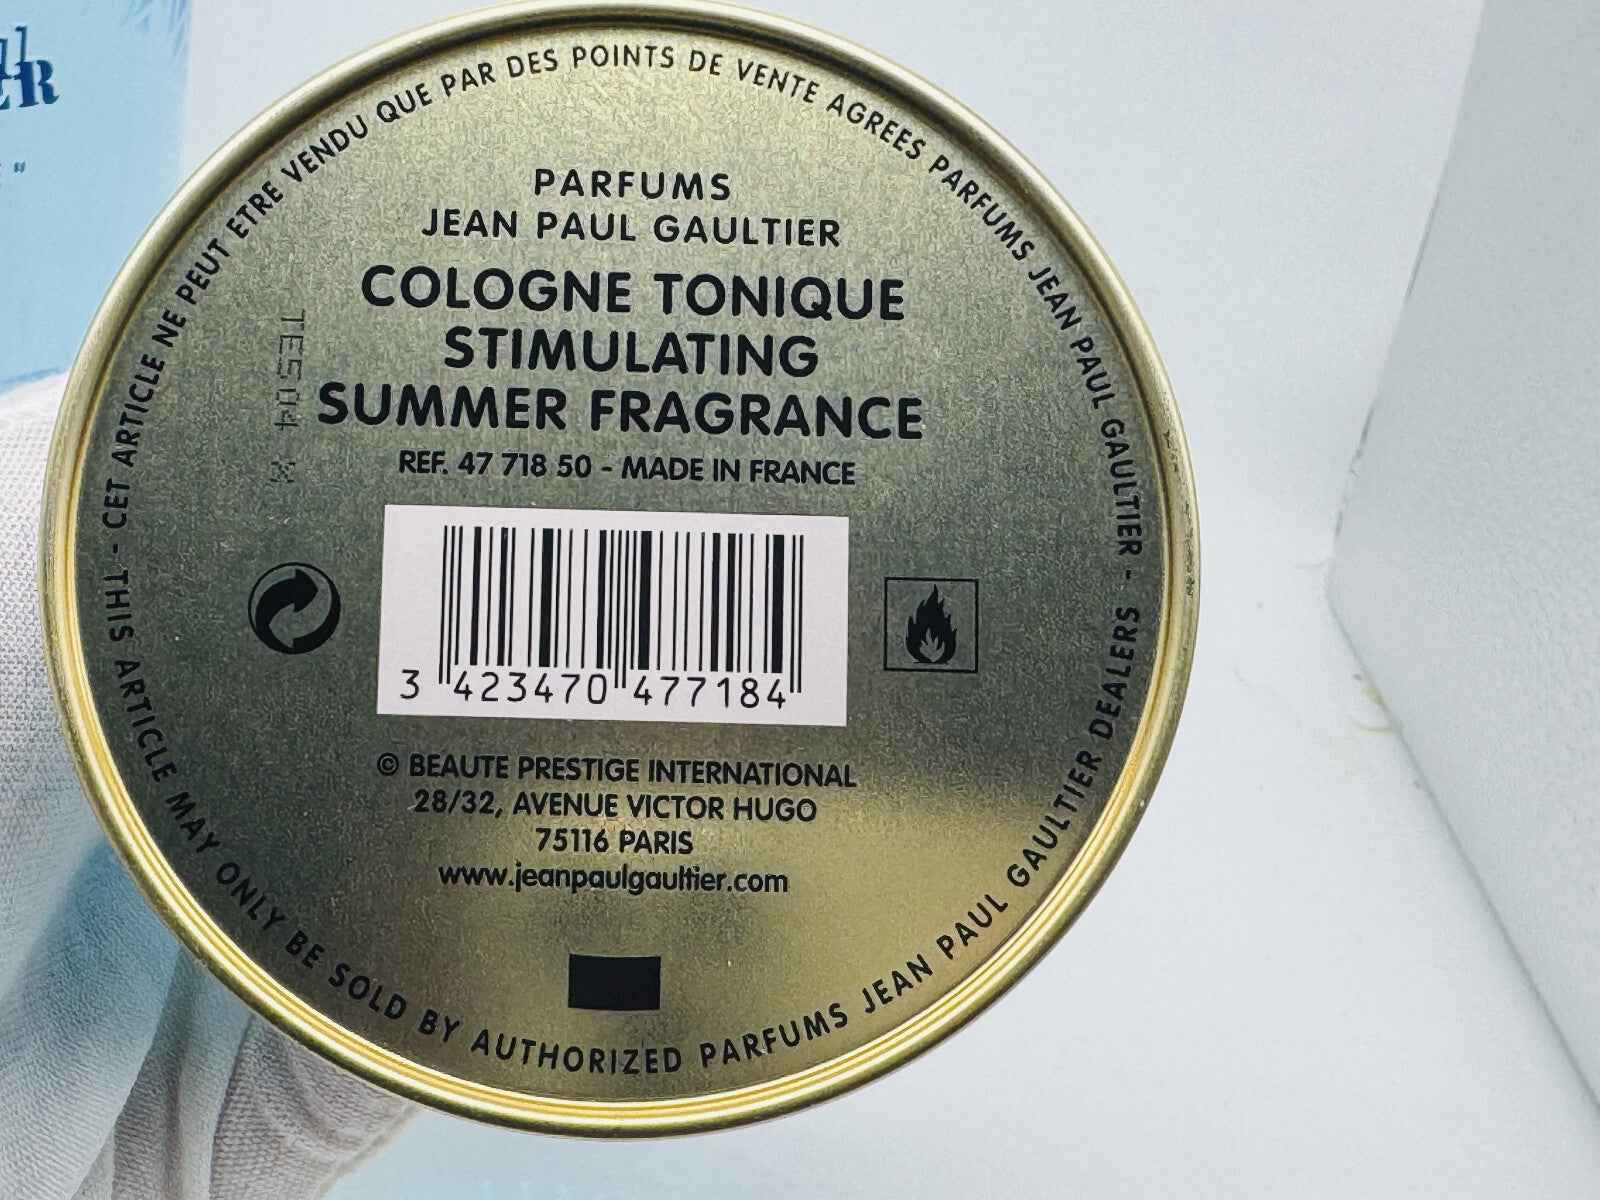 CET ARTICLE NE PEUT ETRE VENDU QUE PAR DES POINTS DE VENTE AGREES PARFUMS JEAN PAUL GAULTIER -
THIS ARTICLE MAY ONLY BE SOLD BY AUTHORIZED PARFUMS JEAN PAUL GAULTIER DEALERS -
PARFUMS
JEAN PAUL GAULTIER
COLOGNE TONIQUE
STIMULATING
SUMMER FRAGRANCE
REF. 47 718 50 - MADE IN FRANCE
3 423470 477184
© BEAUTE PRESTIGE INTERNATIONAL
28/32, AVENUE VICTOR HUGO
75116 PARIS
www.jeanpaulgaultier.com